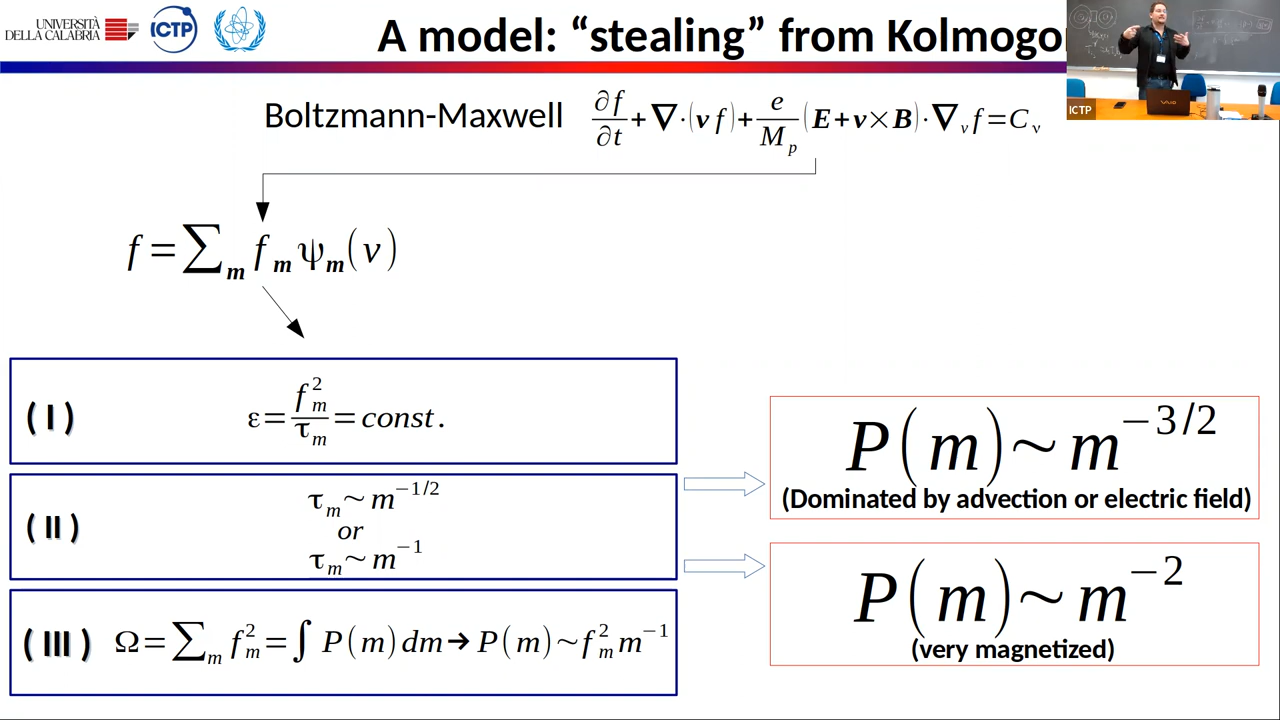 UNIVERSITÀ
DELLA CALABRIA
ICTP
A model: “stealing” from Kolmogo
ICTP
Boltzmann-Maxwell ∂f/∂t + ∇·(v f) + e/M_p (E + v×B)·∇_v f = C_ν
f = ∑_m f_m ψ_m(v)
( I ) ε = f_m^2/τ_m = const.
( II ) τ_m ~ m^{-1/2}
or
τ_m ~ m^{-1}
( III ) Ω = ∑_m f_m^2 = ∫ P(m) dm → P(m) ~ f_m^2 m^{-1}
P(m) ~ m^{-3/2}
(Dominated by advection or electric field)
P(m) ~ m^{-2}
(very magnetized)